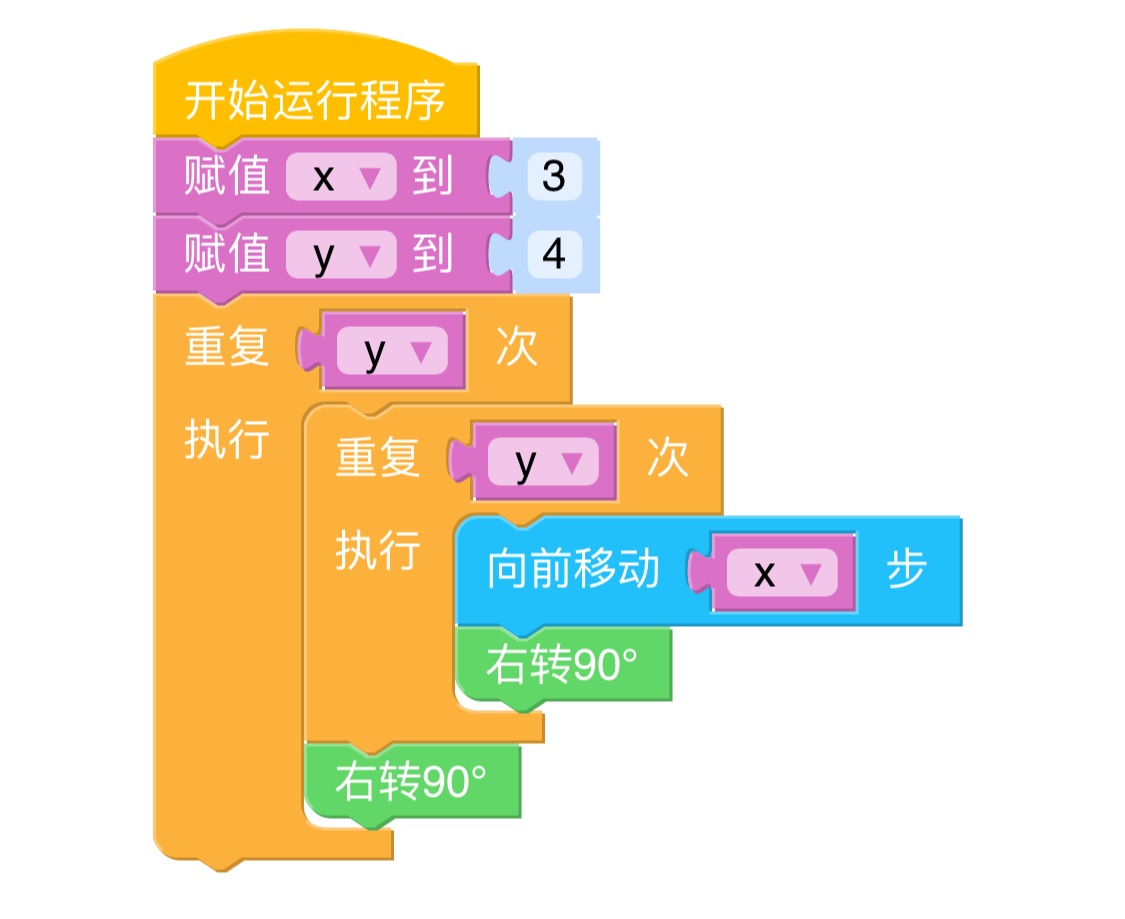 开始运行程序
赋值 x ▼ 到 3
赋值 y ▼ 到 4
重复 y ▼ 次
执行
重复 y ▼ 次
执行
向前移动 x ▼ 步
右转90°
右转90°